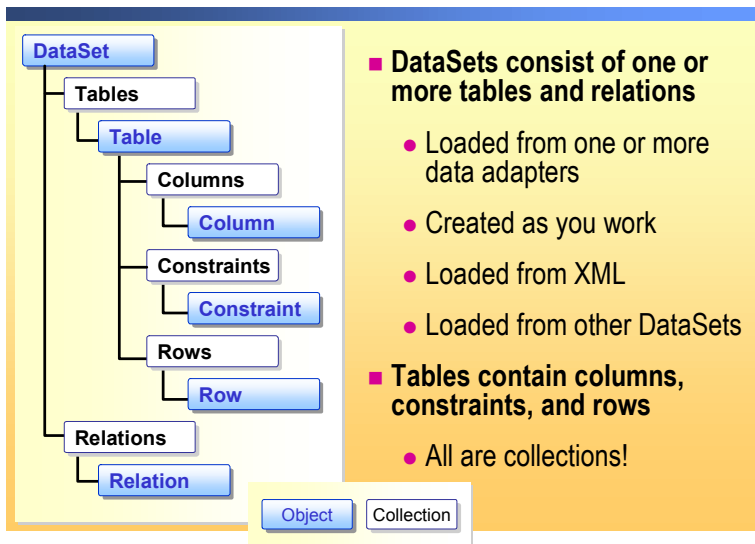 DataSet
Tables
Table
Columns
Column
Constraints
Constraint
Rows
Row
Relations
Relation
DataSets consist of one or
more tables and relations
Loaded from one or more
data adapters
Created as you work
Loaded from XML
Loaded from other DataSets
Tables contain columns,
constraints, and rows
All are collections!
Object
Collection